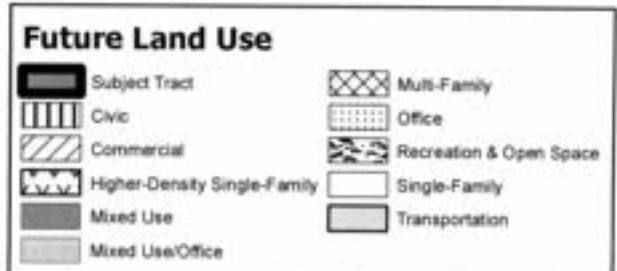 Future Land Use
Subject Tract
Civic
Commercial
Higher-Density Single-Family
Mixed Use
Mixed Use/Office
Multi-Family
Office
Recreation & Open Space
Single-Family
Transportation